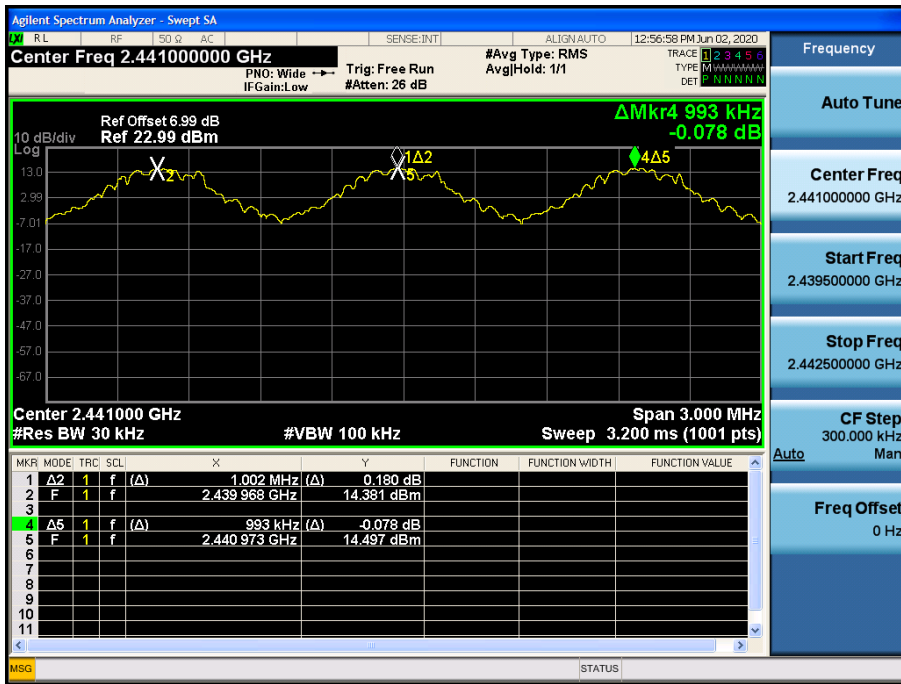 Agilent Spectrum Analyzer - Swept SA
LXI RL RF 50 Ω AC SENSE:INT ALIGN AUTO 12:56:58 PM Jun 02, 2020
Center Freq 2.441000000 GHz #Avg Type: RMS TRACE 1 2 3 4 5 6
PNO: Wide Trig: Free Run Avg|Hold: 1/1 TYPE M WWWWW
IFGain:Low #Atten: 26 dB DET P N N N N N
ΔMkr4 993 kHz
-0.078 dB
Ref Offset 6.99 dB
10 dB/div Ref 22.99 dBm
Log
1Δ2
4Δ5
13.0
2
5
2.99
-7.01
-17.0
-27.0
-37.0
-47.0
-57.0
-67.0
Center 2.441000 GHz Span 3.000 MHz
#Res BW 30 kHz #VBW 100 kHz Sweep 3.200 ms (1001 pts)
MKR MODE TRC SCL X Y FUNCTION FUNCTION WIDTH FUNCTION VALUE
1 Δ2 1 f (Δ) 1.002 MHz (Δ) 0.180 dB
2 F 1 f 2.439 968 GHz 14.381 dBm
3
4 Δ5 1 f (Δ) 993 kHz (Δ) -0.078 dB
5 F 1 f 2.440 973 GHz 14.497 dBm
6
7
8
9
10
11
MSG STATUS
Frequency
Auto Tune
Center Freq
2.441000000 GHz
Start Freq
2.439500000 GHz
Stop Freq
2.442500000 GHz
CF Step
300.000 kHz
Auto Man
Freq Offset
0 Hz